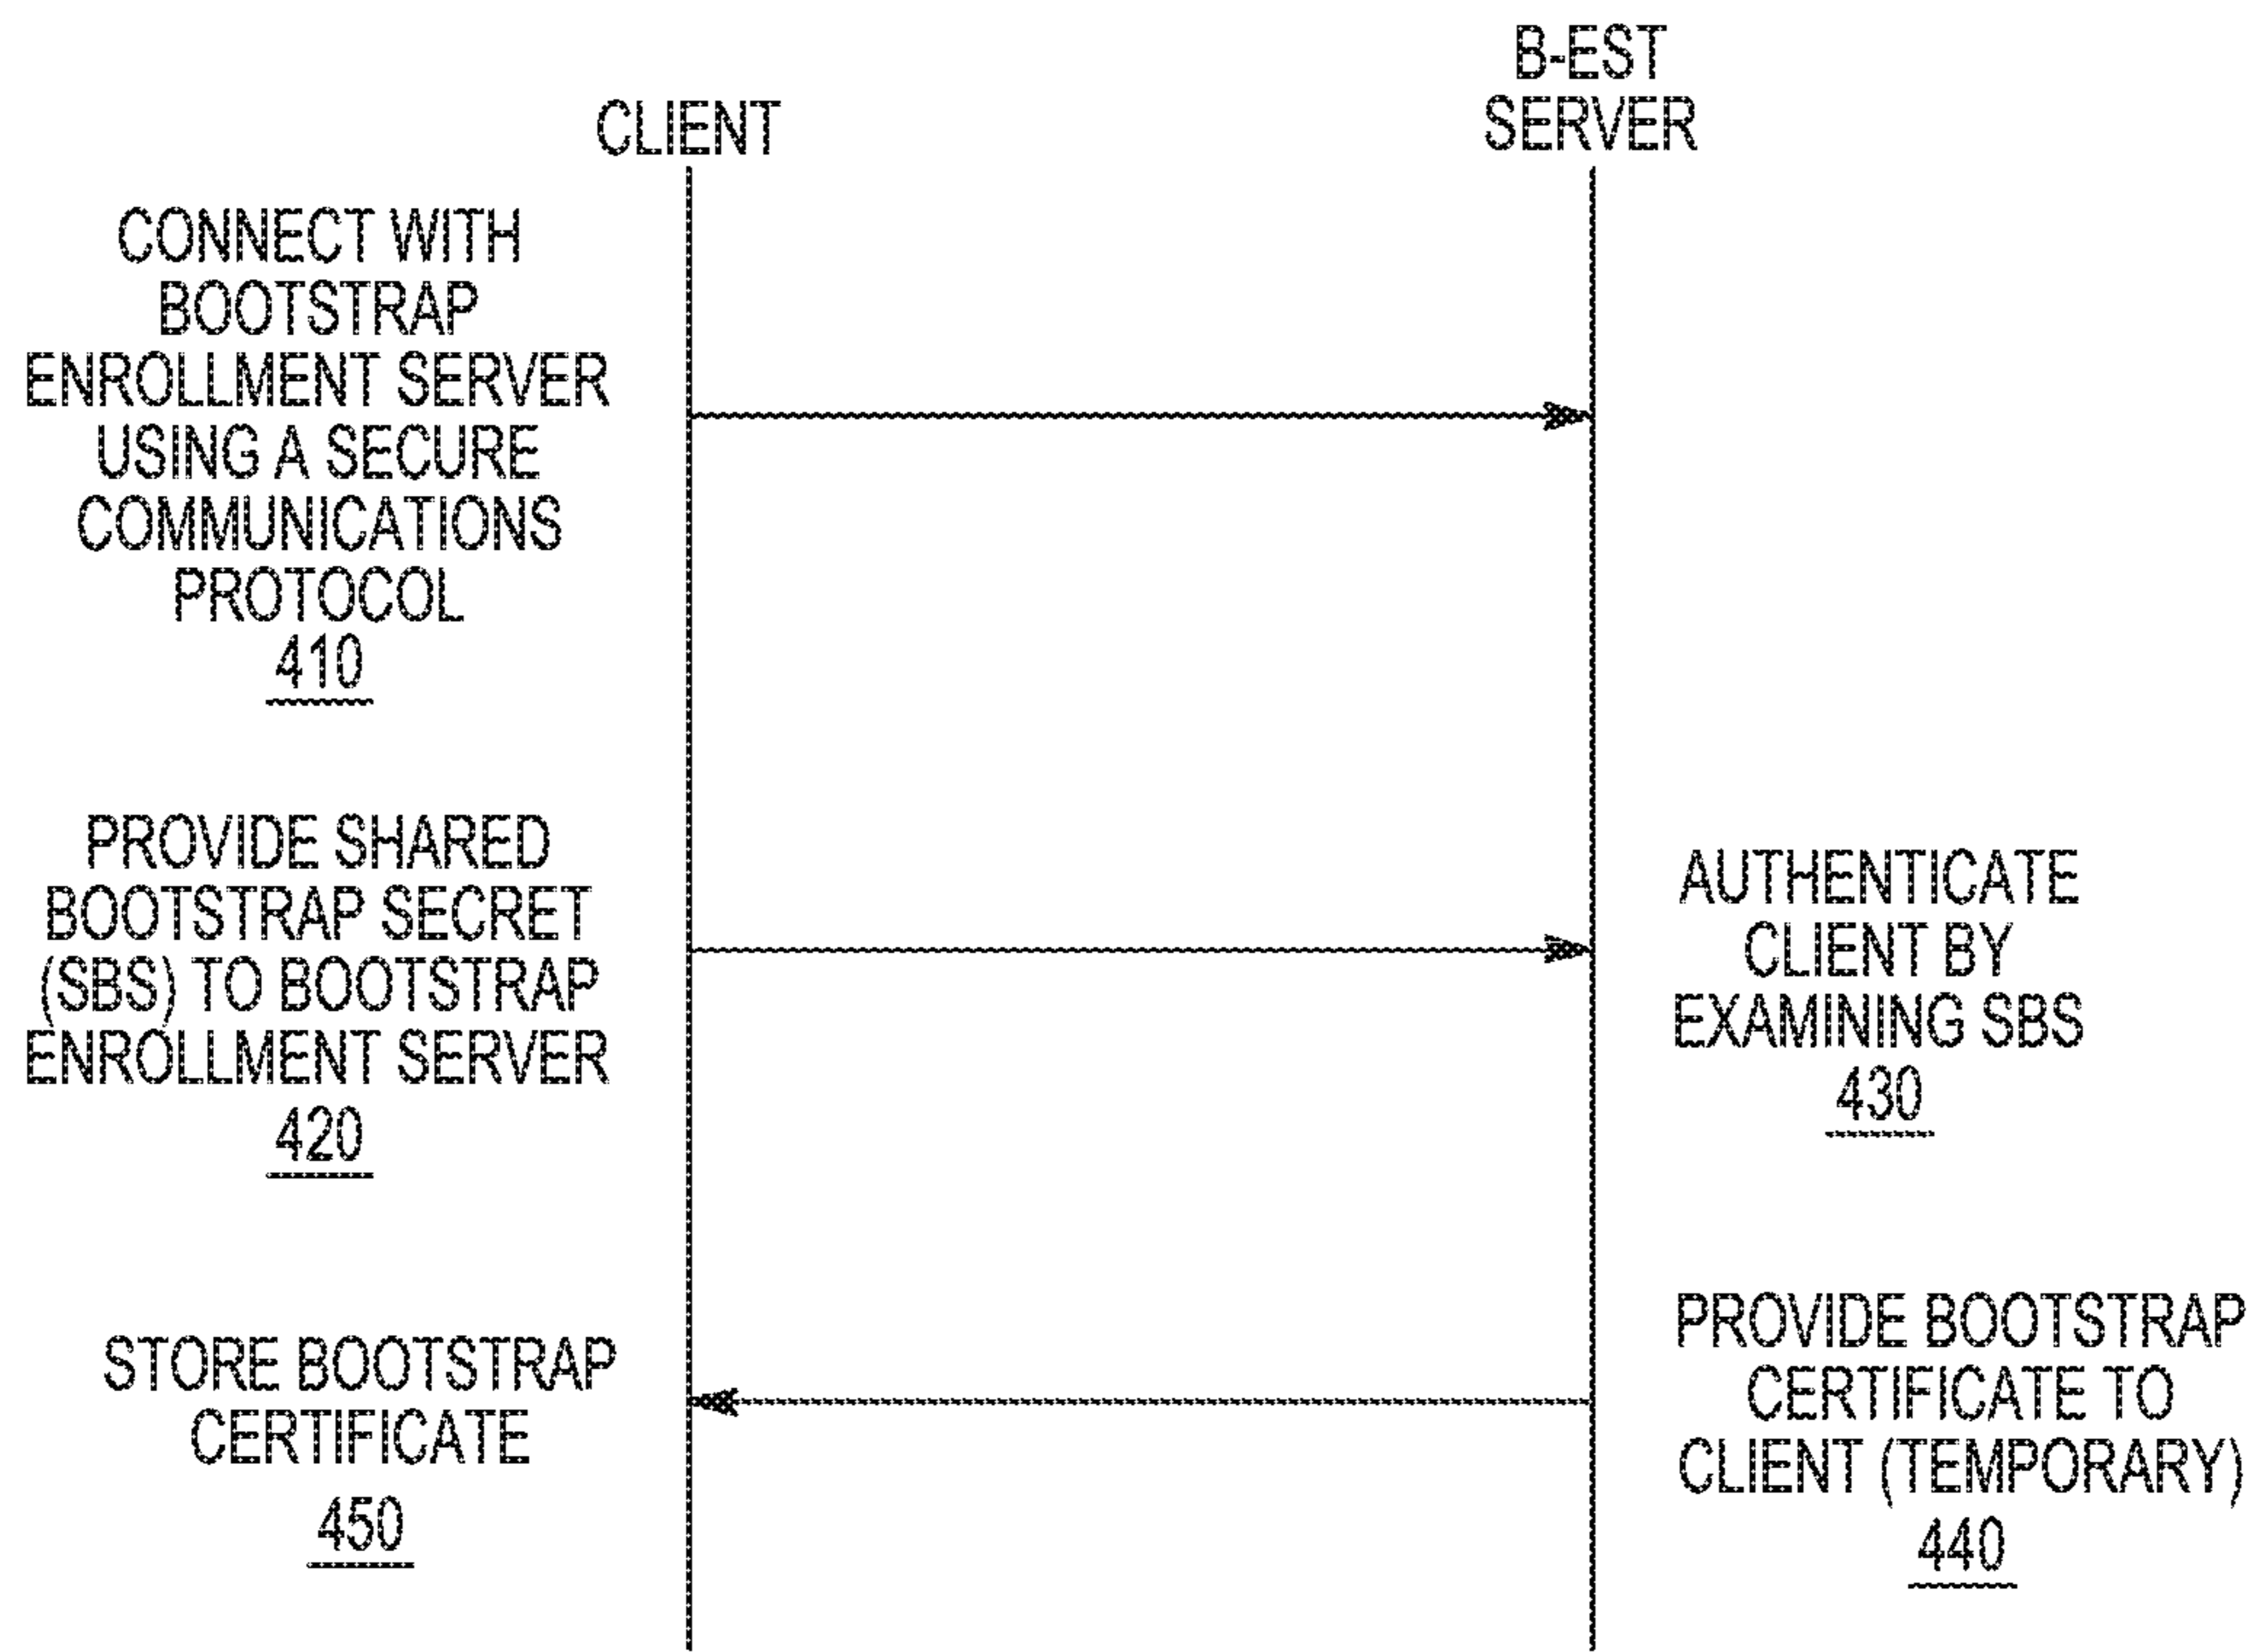 CLIENT
B-EST
SERVER
CONNECT WITH
BOOTSTRAP
ENROLLMENT SERVER
USING A SECURE
COMMUNICATIONS
PROTOCOL
410
PROVIDE SHARED
BOOTSTRAP SECRET
(SBS) TO BOOTSTRAP
ENROLLMENT SERVER
420
AUTHENTICATE
CLIENT BY
EXAMINING SBS
430
PROVIDE BOOTSTRAP
CERTIFICATE TO
CLIENT (TEMPORARY)
440
STORE BOOTSTRAP
CERTIFICATE
450